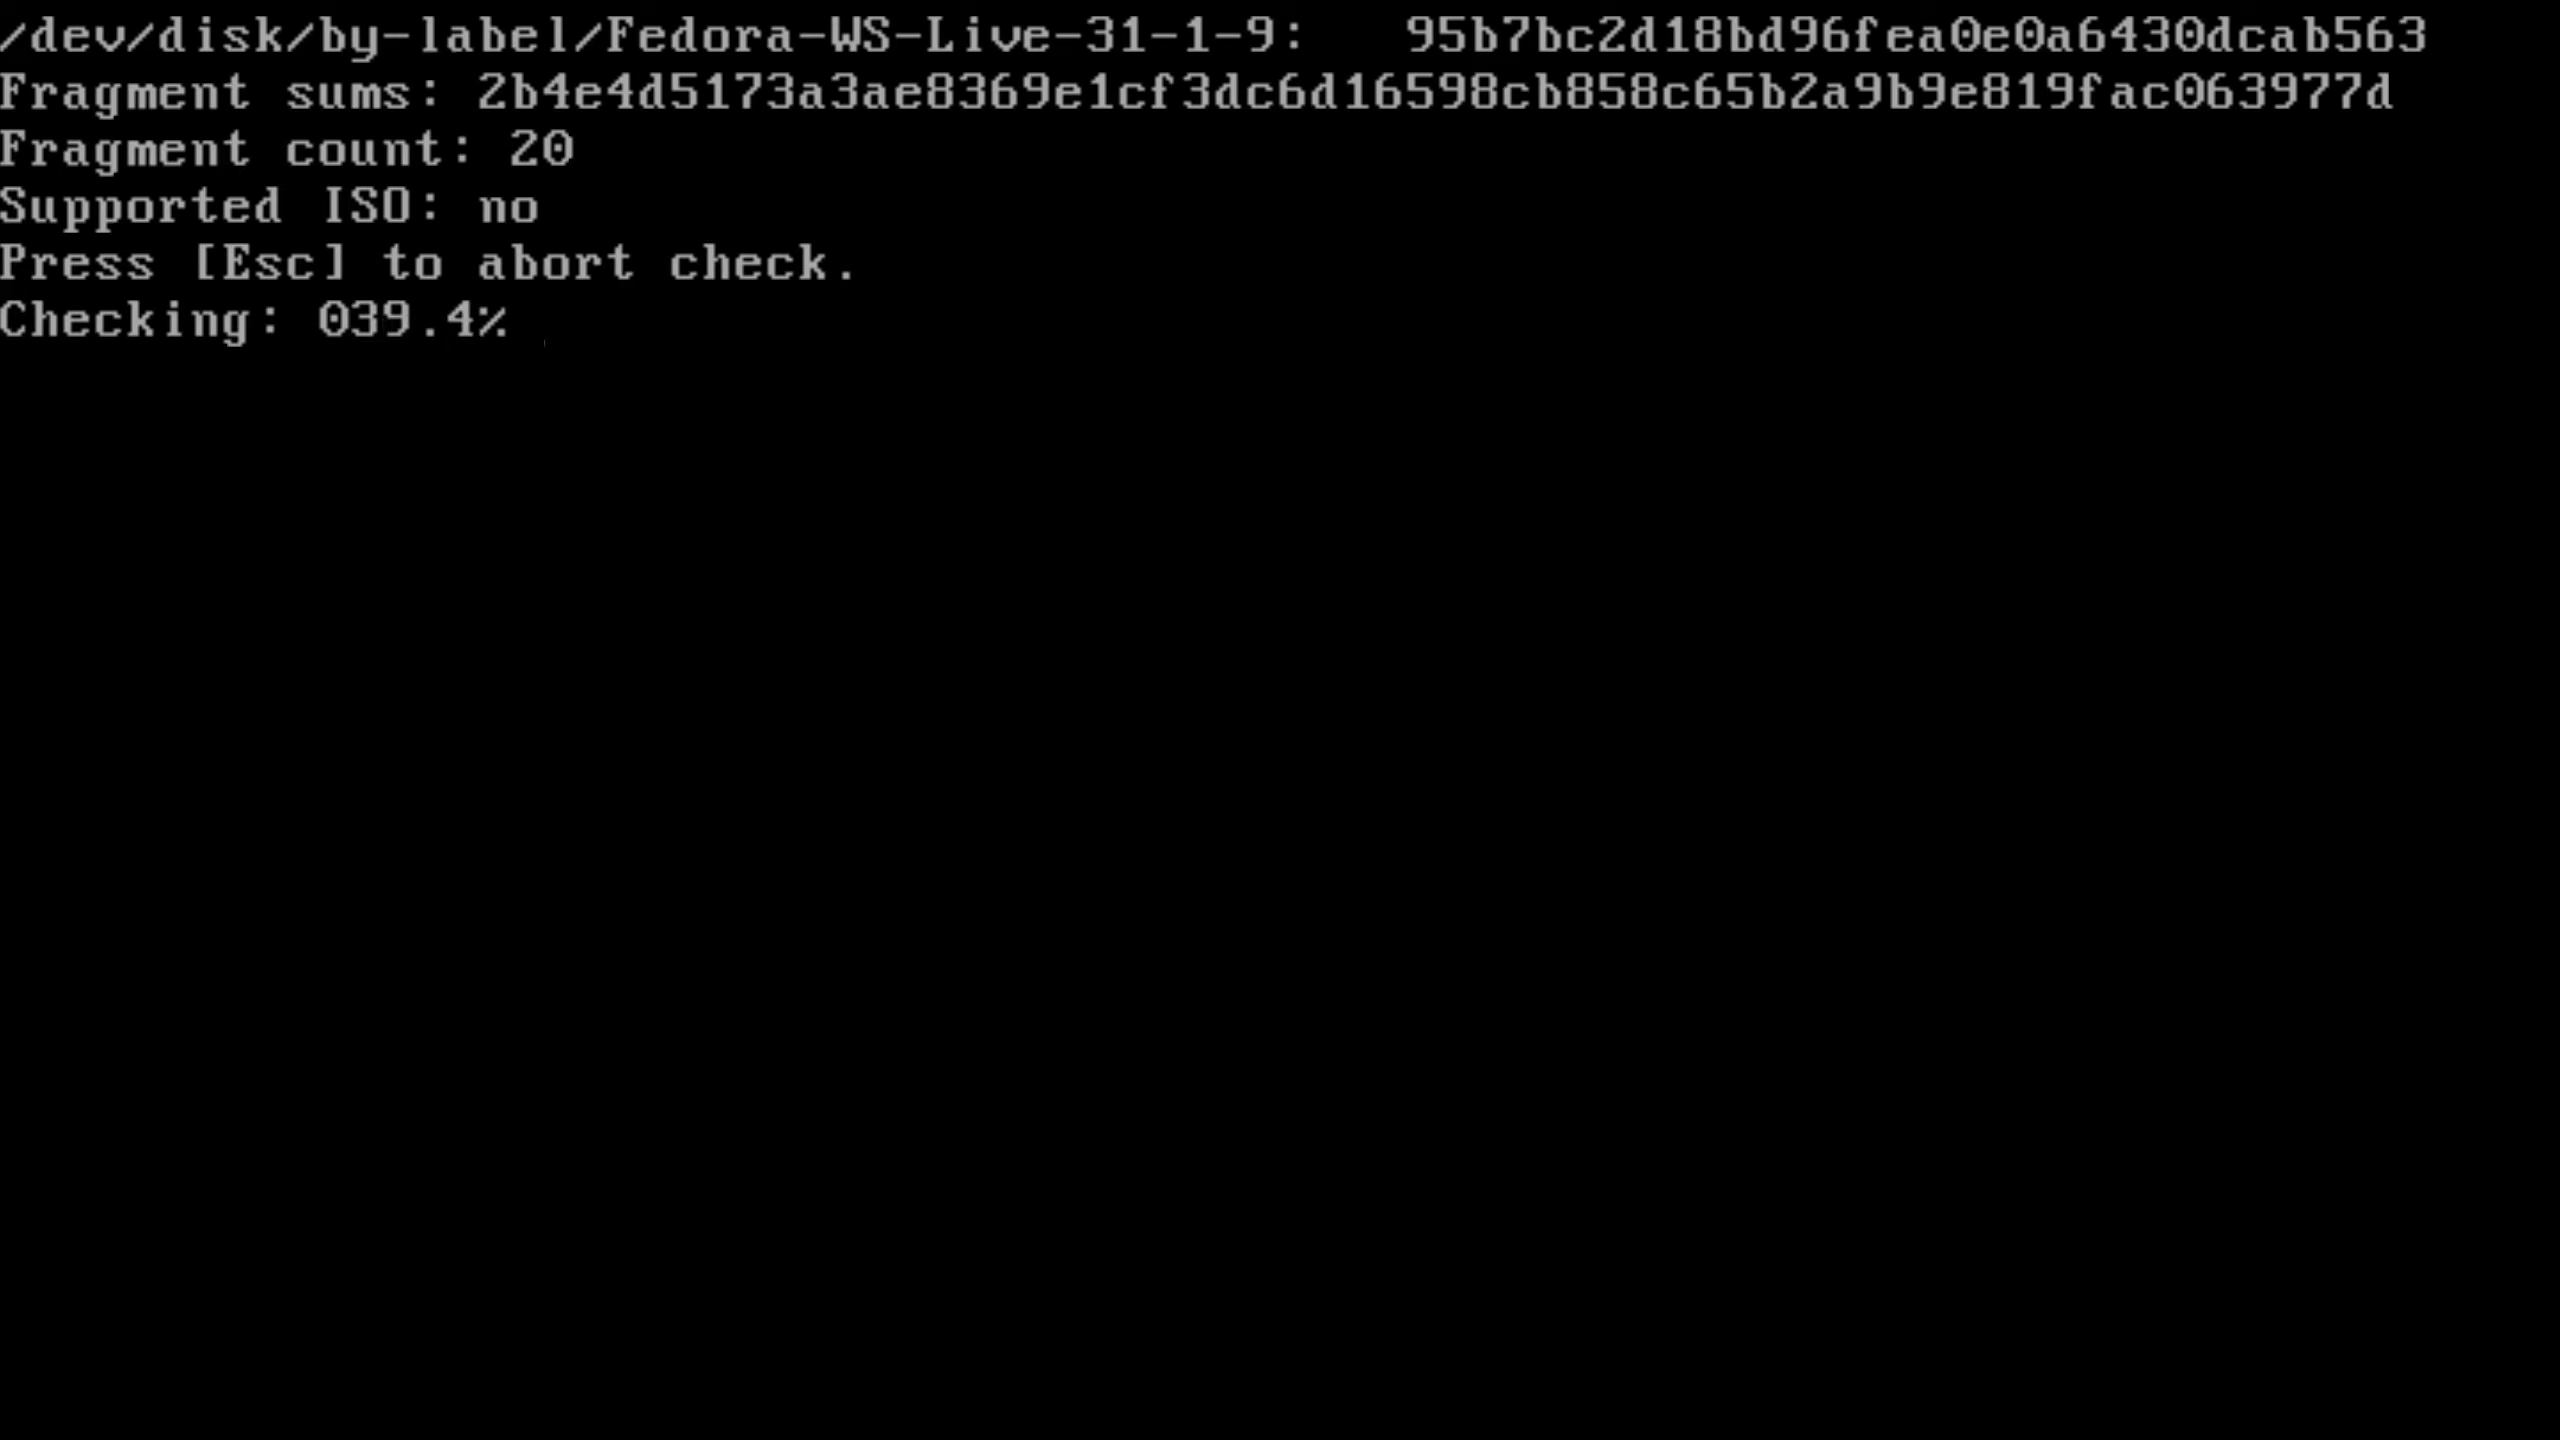 /dev/disk/by-label/Fedora-WS-Live-31-1-9:   95b7bc2d18bd96fea0e0a6430dcab563
Fragment sums: 2b4e4d5173a3ae8369e1cf3dc6d16598cb858c65b2a9b9e819fac063977d
Fragment count: 20
Supported ISO: no
Press [Esc] to abort check.
Checking: 039.4%